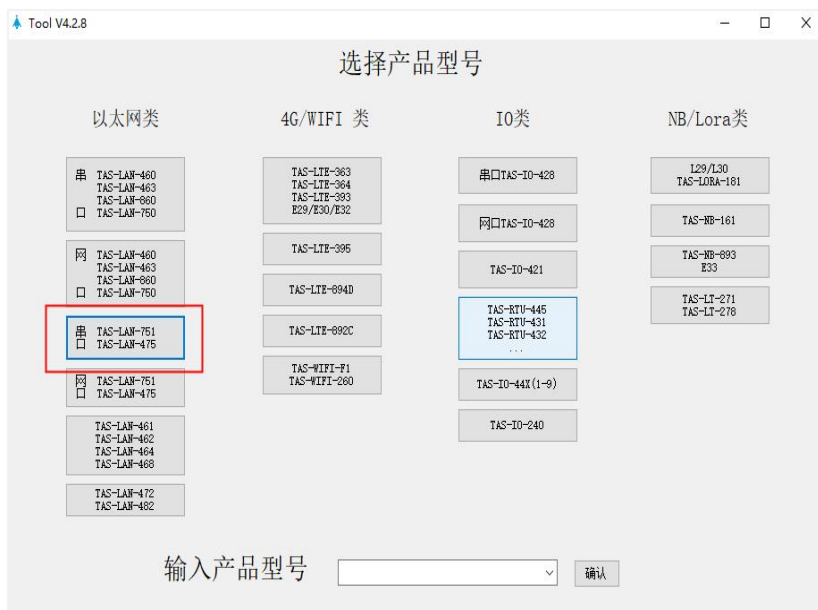 Tool V4.2.8
选择产品型号
以太网类
串 TAS-LAN-460
TAS-LAN-463
TAS-LAN-860
口 TAS-LAN-750
网 TAS-LAN-460
TAS-LAN-463
TAS-LAN-860
口 TAS-LAN-750
串 TAS-LAN-751
口 TAS-LAN-475
网 TAS-LAN-751
口 TAS-LAN-475
TAS-LAN-461
TAS-LAN-462
TAS-LAN-464
TAS-LAN-468
TAS-LAN-472
TAS-LAN-482
4G/WIFI 类
TAS-LTE-363
TAS-LTE-364
TAS-LTE-393
E29/E30/E32
TAS-LTE-395
TAS-LTE-894D
TAS-LTE-892C
TAS-WIFI-F1
TAS-WIFI-260
IO类
串口TAS-IO-428
网口TAS-IO-428
TAS-IO-421
TAS-RTU-445
TAS-RTU-431
TAS-RTU-432
...
TAS-IO-44X(1-9)
TAS-IO-240
NB/Lora类
L29/L30
TAS-LORA-181
TAS-NB-161
TAS-NB-893
E33
TAS-LT-271
TAS-LT-278
输入产品型号
确认